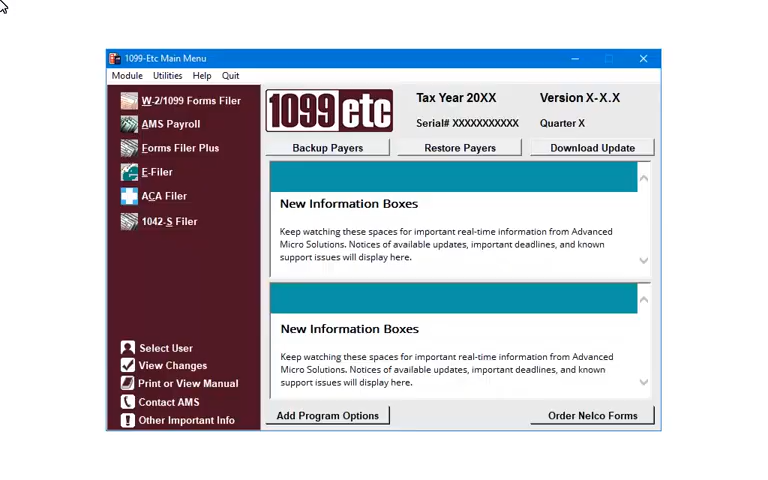 1099-Etc Main Menu
Module Utilities Help Quit
W-2/1099 Forms Filer
AMS Payroll
Forms Filer Plus
E-Filer
ACA Filer
1042-S Filer
Select User
View Changes
Print or View Manual
Contact AMS
Other Important Info
1099 etc
Tax Year 20XX
Version X-X.X
Serial# XXXXXXXXXXX
Quarter X
Backup Payers
Restore Payers
Download Update
New Information Boxes
Keep watching these spaces for important real-time information from Advanced
Micro Solutions. Notices of available updates, important deadlines, and known
support issues will display here.
New Information Boxes
Keep watching these spaces for important real-time information from Advanced
Micro Solutions. Notices of available updates, important deadlines, and known
support issues will display here.
Add Program Options
Order Nelco Forms